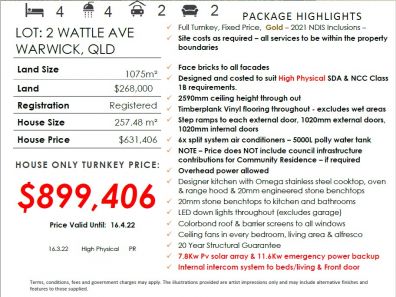 4 4 2 2
LOT: 2 WATTLE AVE
WARWICK, QLD
Land Size 1075m²
Land $268,000
Registration Registered
House Size 257.48 m²
House Price $631,406
HOUSE ONLY TURNKEY PRICE:
$899,406
Price Valid Until: 16.4.22
16.3.22 High Physical PR
PACKAGE HIGHLIGHTS
Full Turnkey, Fixed Price, Gold – 2021 NDIS Inclusions –
Site costs as required – all services to be within the property
boundaries
Face bricks to all facades
Designed and costed to suit High Physical SDA & NCC Class
1B requirements.
2590mm ceiling height through out
Timberplank Vinyl flooring throughout - excludes wet areas
Step ramps to each external door, 1020mm external doors,
1020mm internal doors
6x split system air conditioners – 5000L polly water tank
NOTE – Price does NOT include council infrastructure
contributions for Community Residence – if required
Overhead power allowed
Designer kitchen with Omega stainless steel cooktop, oven
& range hood & 20mm engineered stone benchtops
20mm stone benchtops to kitchen and bathrooms
LED down lights throughout (excludes garage)
Colorbond roof & barrier screens to all windows
Ceiling fans in every bedroom, living area & alfresco
20 Year Structural Guarantee
7.8Kw Pv solar array & 11.6Kw emergency power backup
Internal intercom system to beds/living & Front door
Terms, conditions, fees and government charges may apply. The illustrations provided are artist impressions only and may include alternative finishes and
features to those supplied.